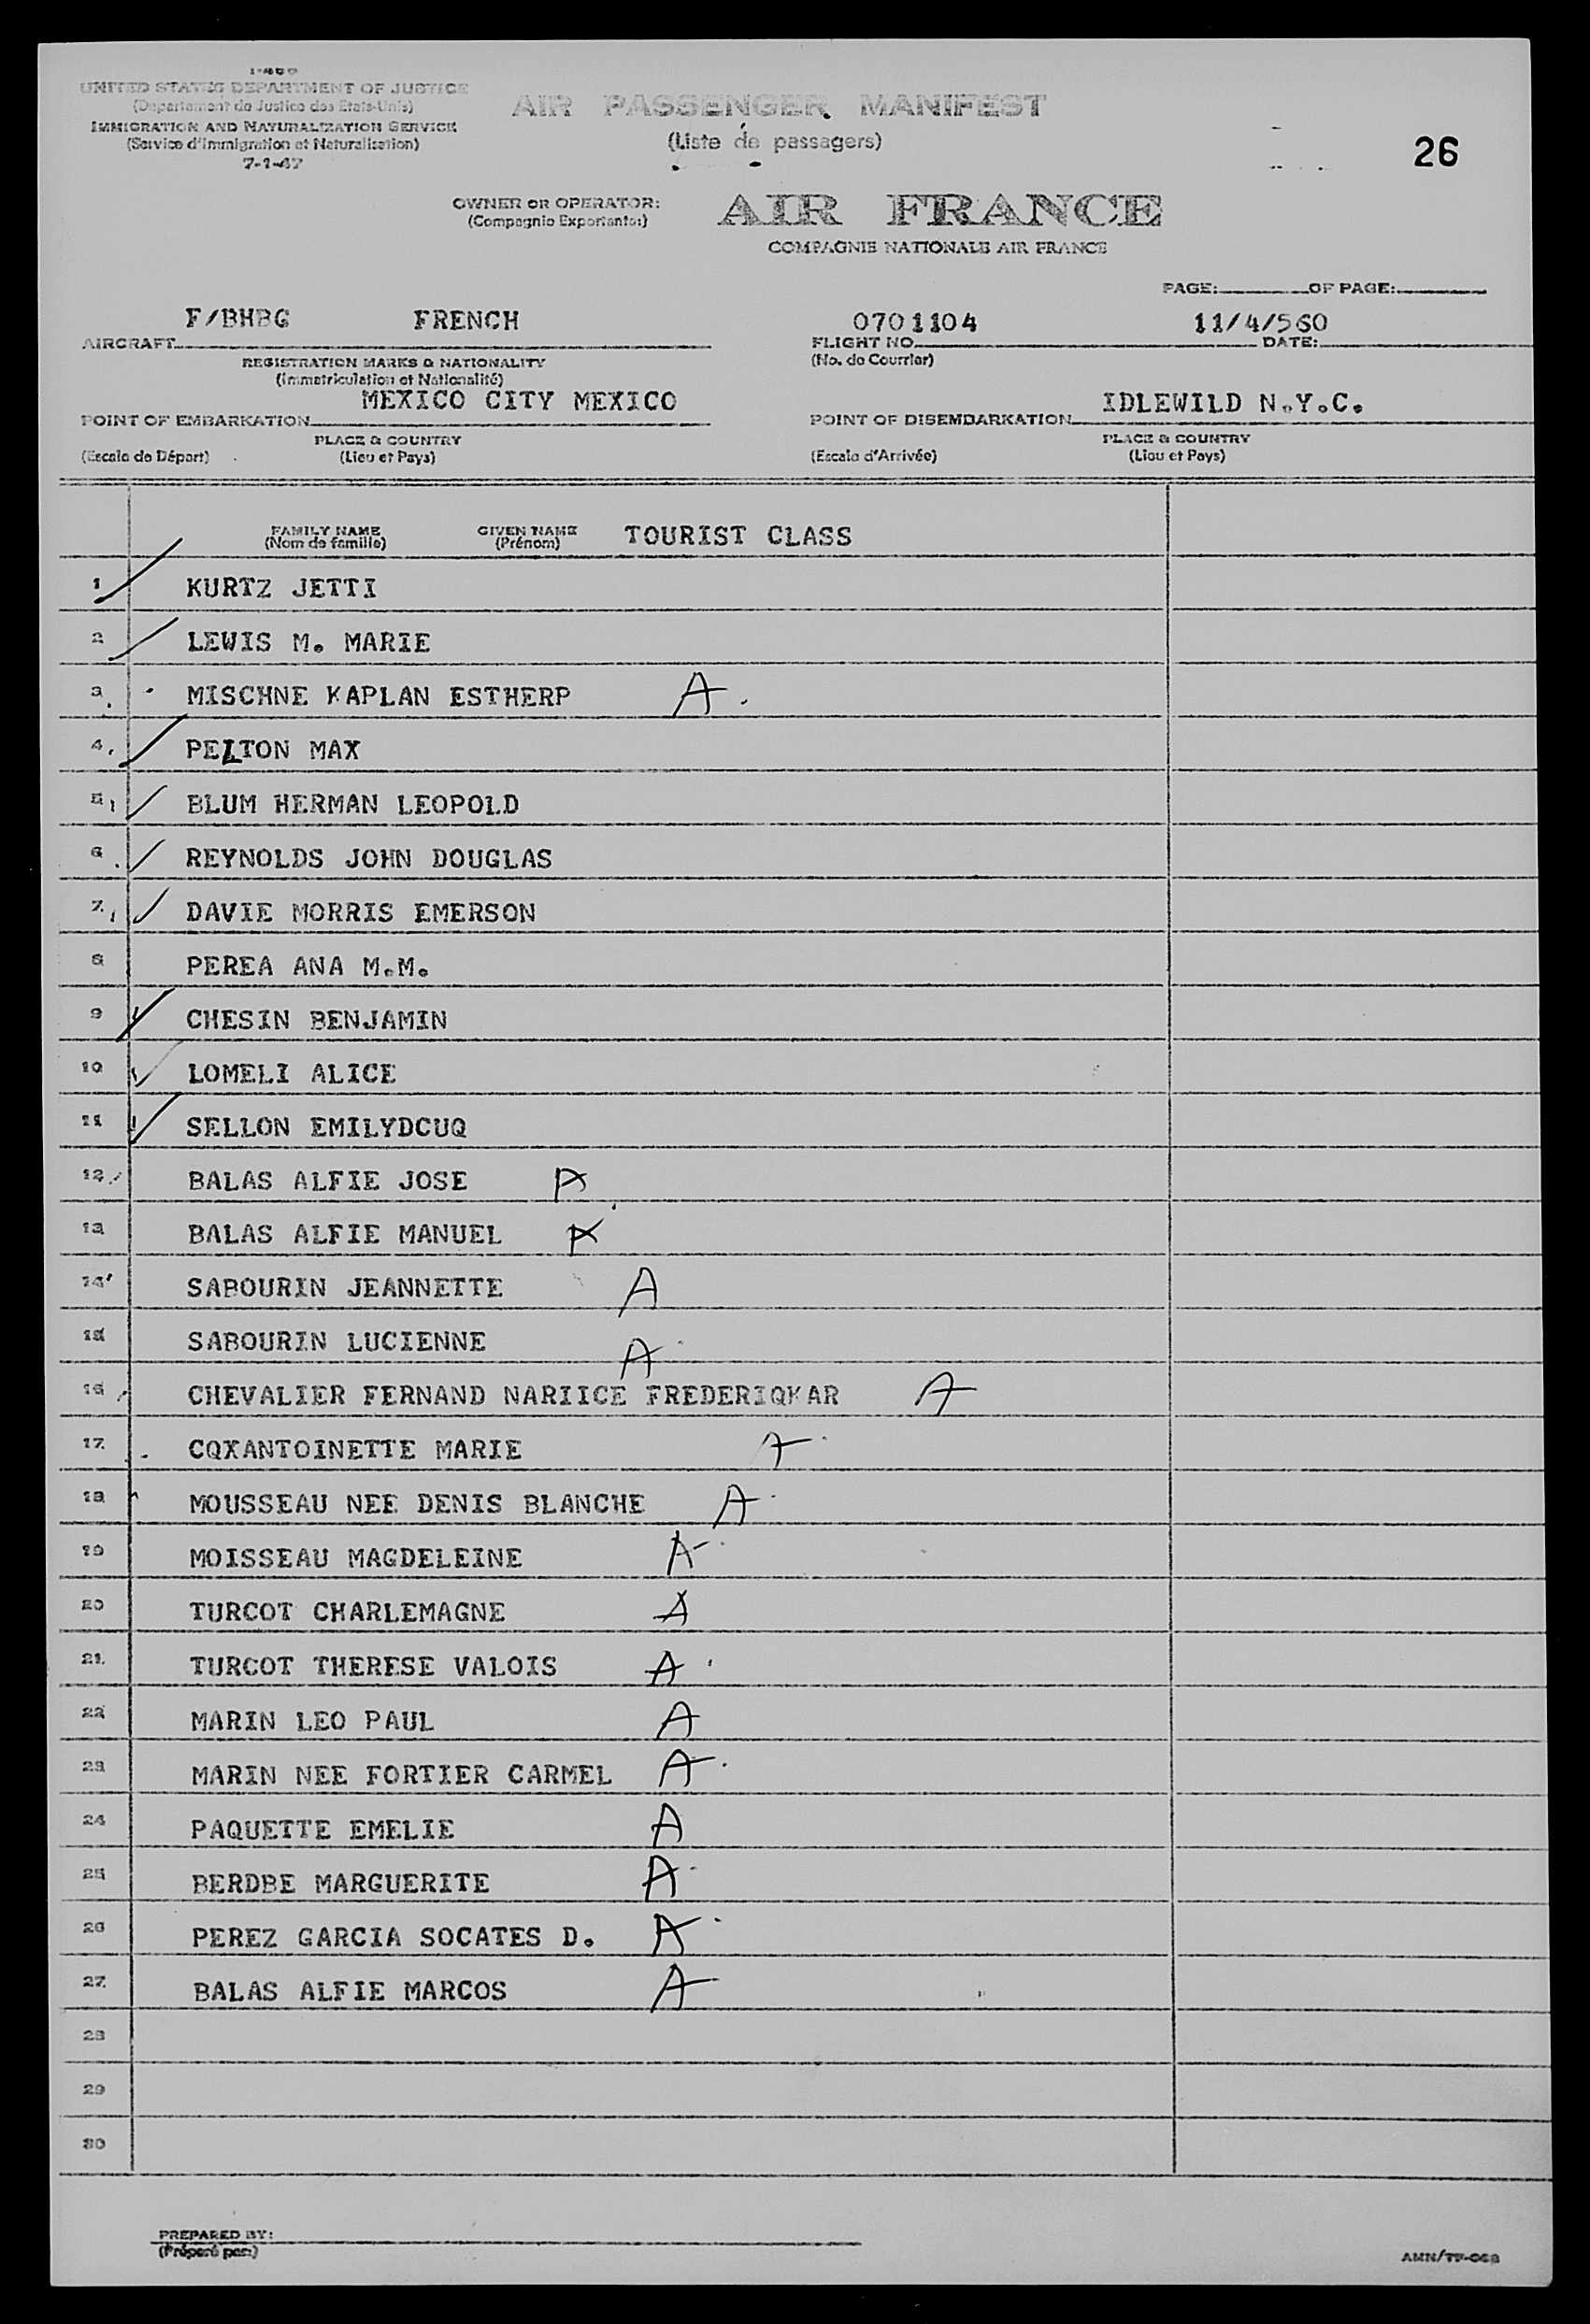 I-466
UNITED STATES DEPARTMENT OF JUSTICE
(Departement de Justice des Etats-Unis)
IMMIGRATION AND NATURALIZATION SERVICE
(Service d'Immigration et Naturalisation)
7-1-47
AIR PASSENGER MANIFEST
(Liste de passagers)
26
OWNER OR OPERATOR: AIR FRANCE
(Compagnie Exportante:)
COMPAGNIE NATIONALE AIR FRANCE
PAGE: OF PAGE:
F/BHBG FRENCH 0701104 11/4/560
AIRCRAFT FLIGHT NO. DATE:
REGISTRATION MARKS & NATIONALITY (No. de Courrier)
(Immatriculation et Nationalité)
MEXICO CITY MEXICO IDLEWILD N.Y.C.
POINT OF EMBARKATION POINT OF DISEMBARKATION
PLACE & COUNTRY PLACE & COUNTRY
(Escale de Départ) (Lieu et Pays) (Escale d'Arrivée) (Lieu et Pays)
FAMILY NAME GIVEN NAME TOURIST CLASS
(Nom de famille) (Prénom)
1 KURTZ JETTI
2 LEWIS M. MARIE
3 MISCHNE KAPLAN ESTHERP A
4 PELTON MAX
5 BLUM HERMAN LEOPOLD
6 REYNOLDS JOHN DOUGLAS
7 DAVIE MORRIS EMERSON
8 PEREA ANA M.M.
9 CHESIN BENJAMIN
10 LOMELI ALICE
11 SELLON EMILYDCUQ
12 BALAS ALFIE JOSE A
13 BALAS ALFIE MANUEL A
14 SABOURIN JEANNETTE A
15 SABOURIN LUCIENNE A
16 CHEVALIER FERNAND NARIICE FREDERIQKAR A
17 CQXANTOINETTE MARIE A
18 MOUSSEAU NEE DENIS BLANCHE A
19 MOISSEAU MAGDELEINE A
20 TURCOT CHARLEMAGNE A
21 TURCOT THERESE VALOIS A
22 MARIN LEO PAUL A
23 MARIN NEE FORTIER CARMEL A
24 PAQUETTE EMELIE A
25 BERDBE MARGUERITE A
26 PEREZ GARCIA SOCATES D. A
27 BALAS ALFIE MARCOS A
28
29
30
PREPARED BY:
(Préparé par:)